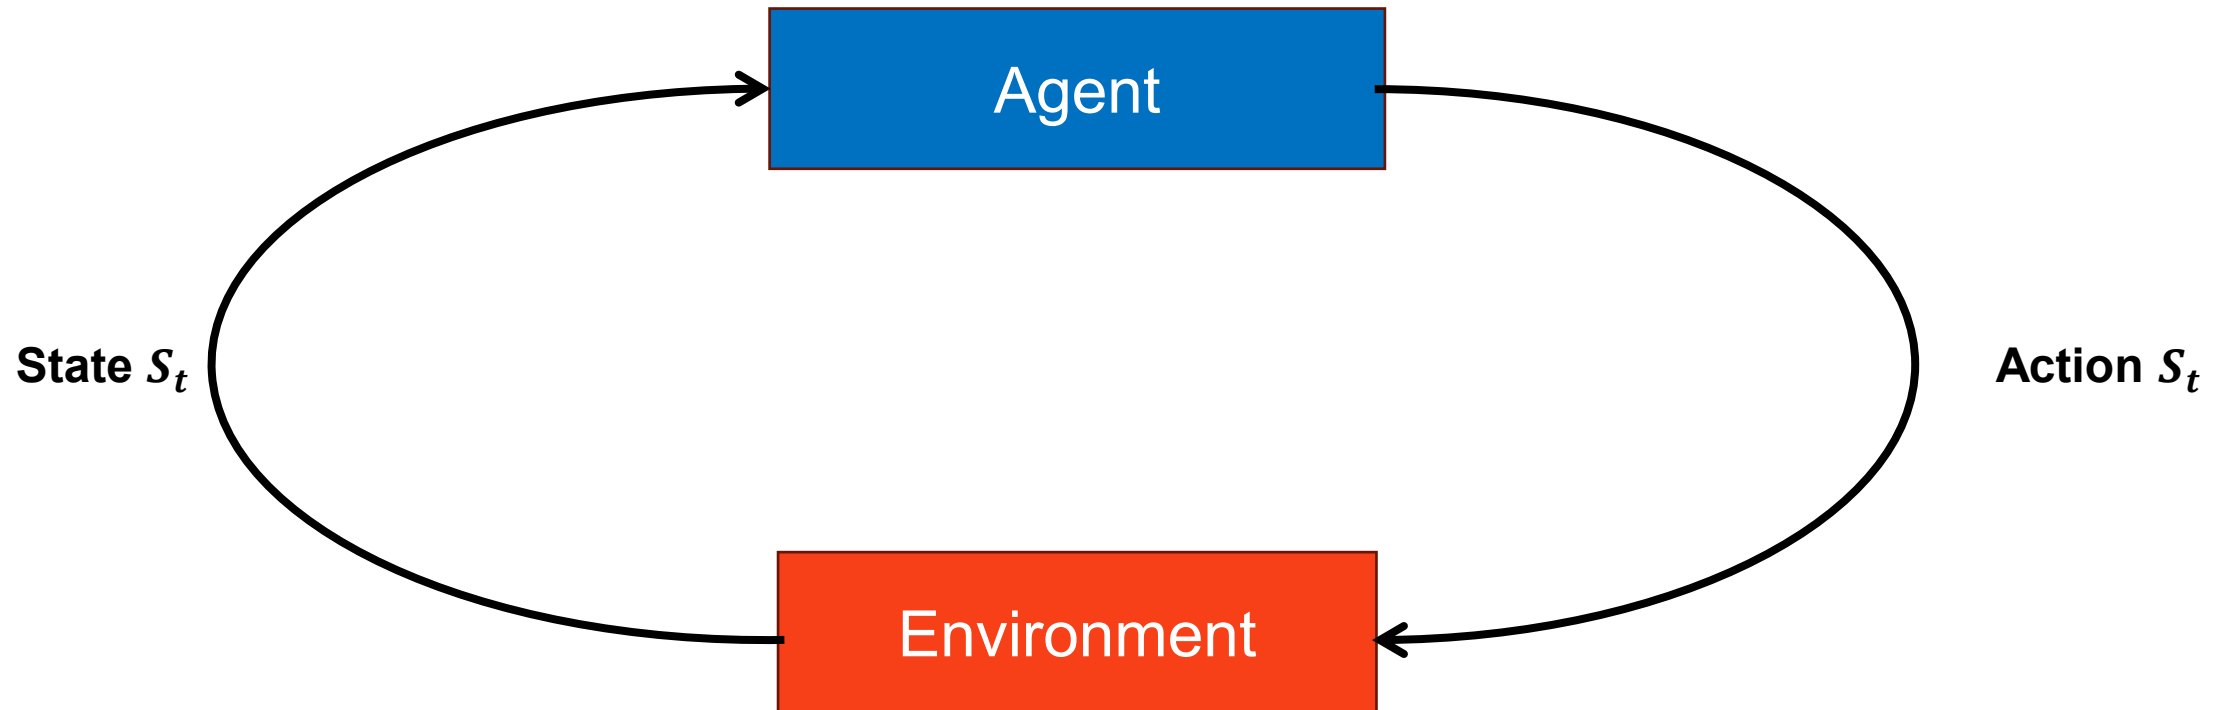 Agent
State S_t
Action S_t
Environment